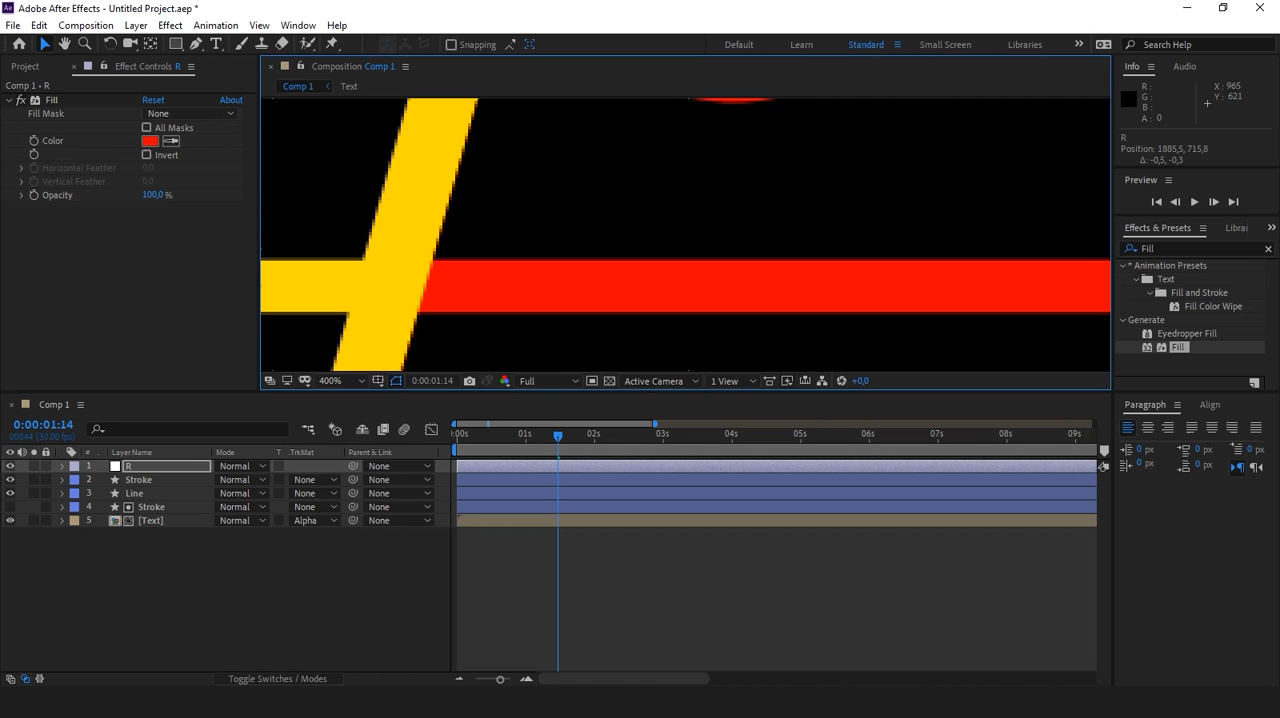 Adobe After Effects - Untitled Project.aep *
File Edit Composition Layer Effect Animation View Window Help
Snapping Default Learn Standard Small Screen Libraries Search Help
Project Effect Controls R Composition Comp 1 Info Audio
Comp 1 • R Comp 1 Text
fx Fill Reset About
Fill Mask None
All Masks
Color
Invert
Horizontal Feather 0,0
Vertical Feather 0,0
Opacity 100,0 %
R :
G :
B :
A : 0
X : 965
Y : 621
R
Position: 1885,5, 715,8
Δ: -0,5, -0,3
Preview
Effects & Presets Librar
Fill
* Animation Presets
Text
Fill and Stroke
Fill Color Wipe
Generate
Eyedropper Fill
Fill
400% 0:00:01:14 Full Active Camera 1 View +0,0
Comp 1
0:00:01:14
00044 (30.00 fps)
:00s 01s 02s 03s 04s 05s 06s 07s 08s 09s
# Layer Name Mode T .TrkMat Parent & Link
1 R Normal None
2 Stroke Normal None None
3 Line Normal None None
4 Stroke Normal None None
5 [Text] Normal Alpha None
Toggle Switches / Modes
Paragraph Align
0 px 0 px 0 px
0 px 0 px